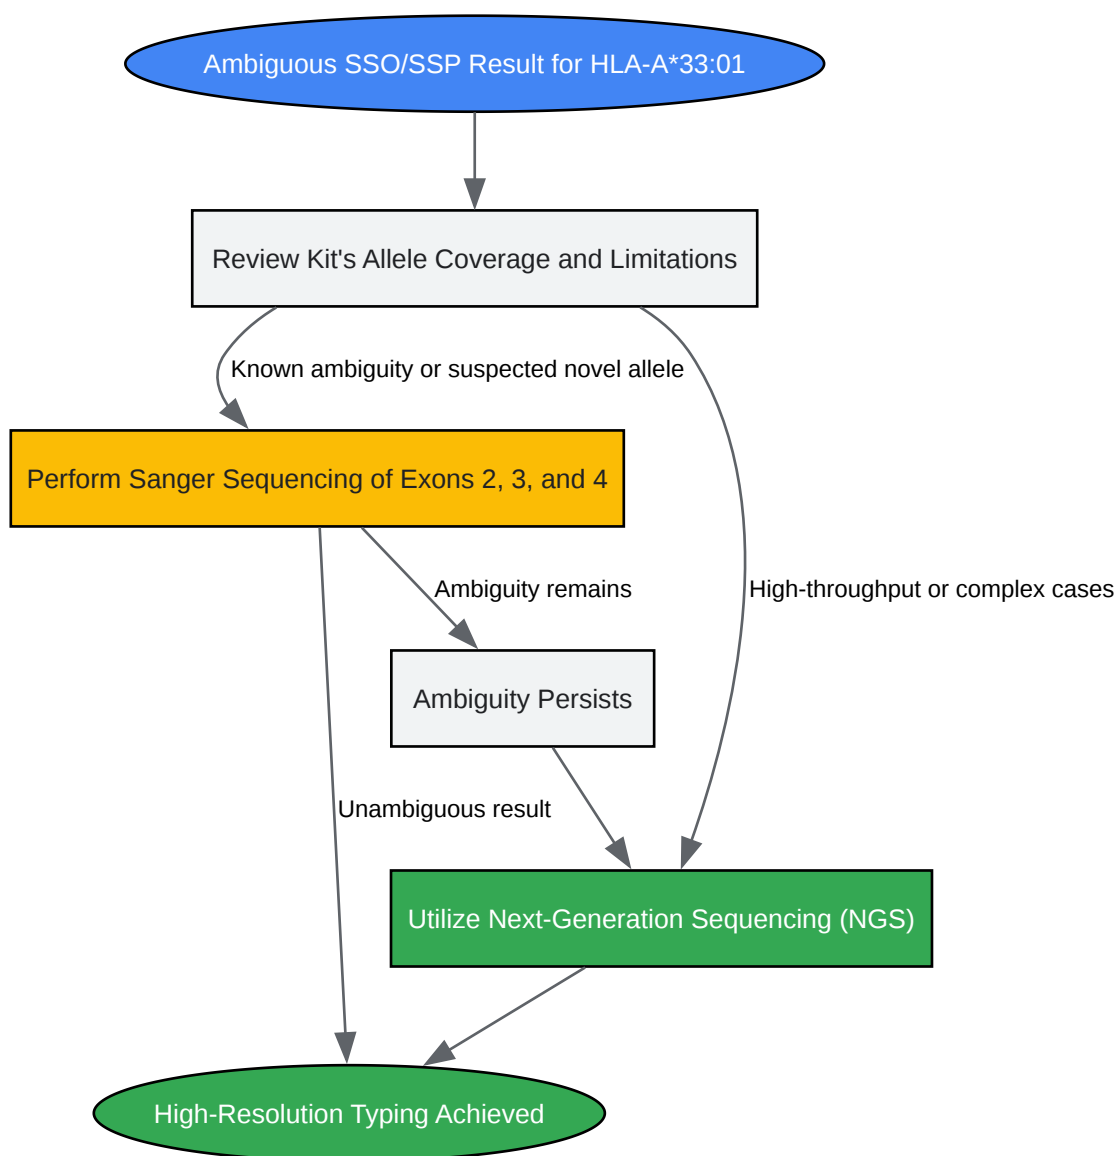 Ambiguous SSO/SSP Result for HLA-A*33:01
Review Kit's Allele Coverage and Limitations
Known ambiguity or suspected novel allele
Perform Sanger Sequencing of Exons 2, 3, and 4
Ambiguity remains
High-throughput or complex cases
Ambiguity Persists
Unambiguous result
Utilize Next-Generation Sequencing (NGS)
High-Resolution Typing Achieved